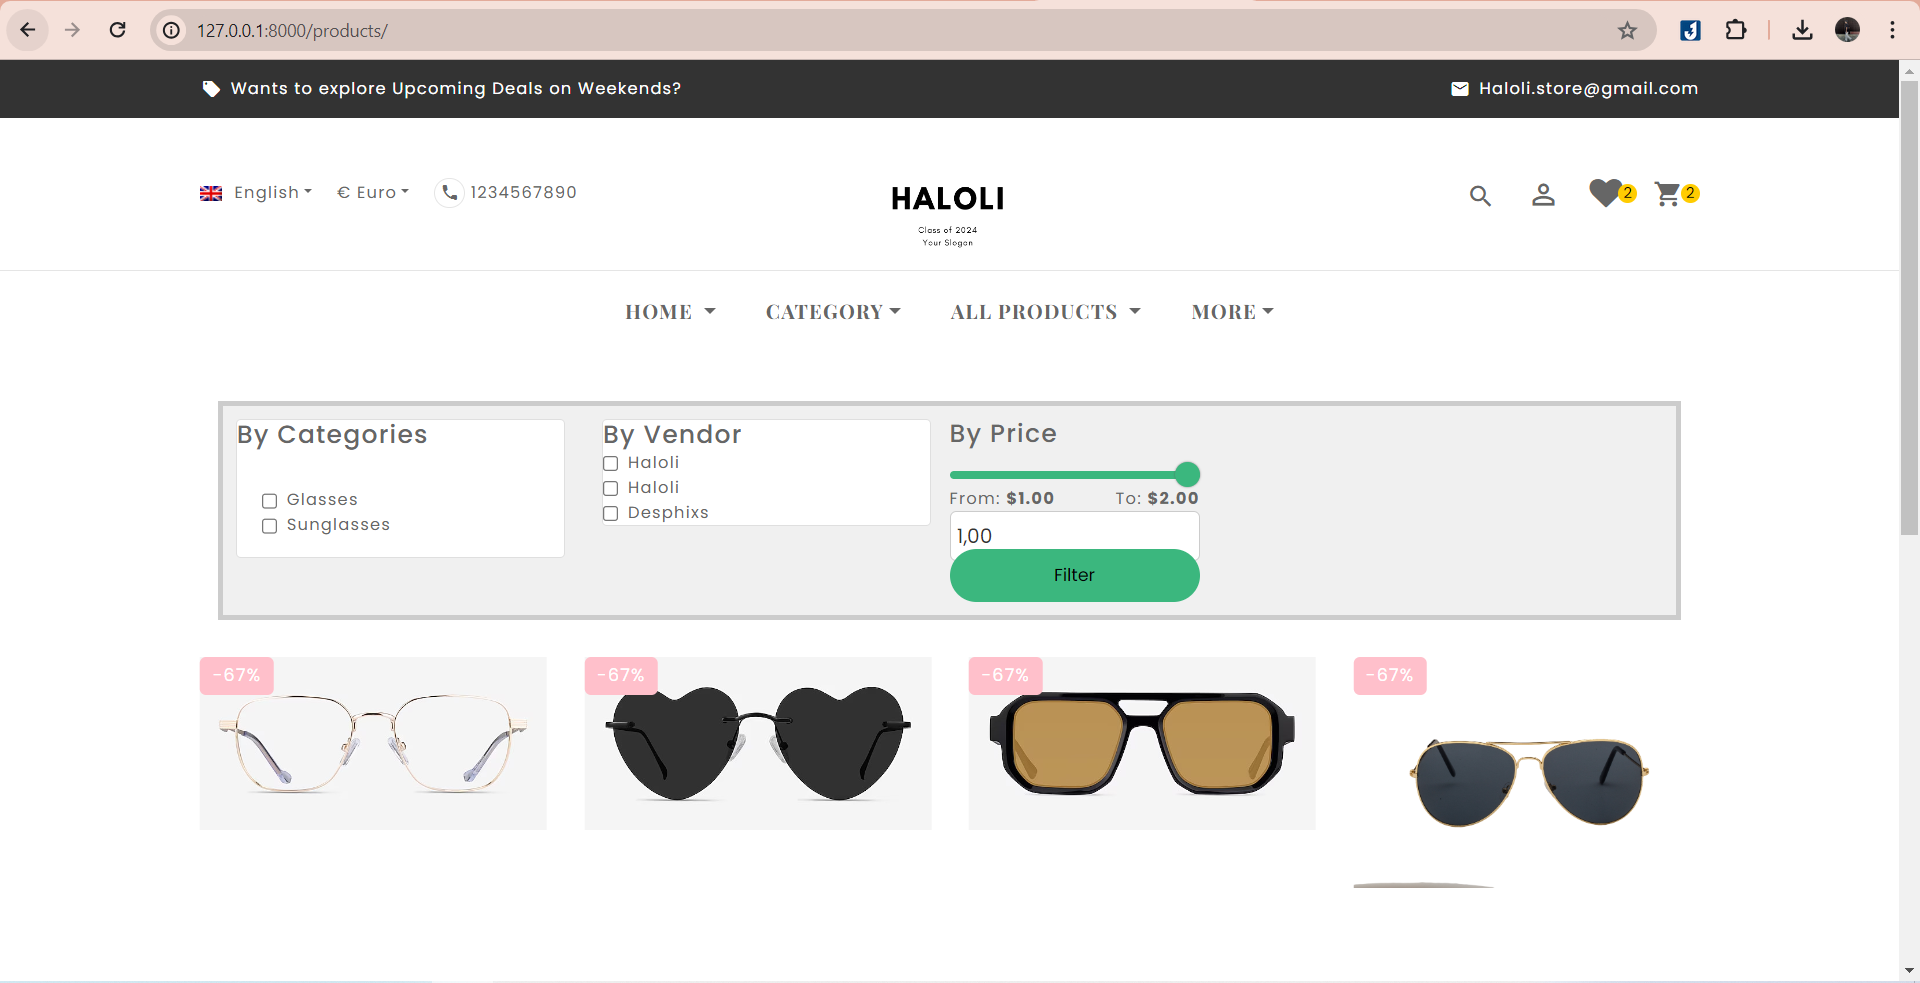 127.0.0.1:8000/products/
Wants to explore Upcoming Deals on Weekends?
Haloli.store@gmail.com
English
€ Euro
1234567890
HALOLI
Class of 2024
Your Slogan
2
2
HOME
CATEGORY
ALL PRODUCTS
MORE
By Categories
Glasses
Sunglasses
By Vendor
Haloli
Haloli
Desphixs
By Price
From: $1.00 To: $2.00
1,00
Filter
-67%
-67%
-67%
-67%